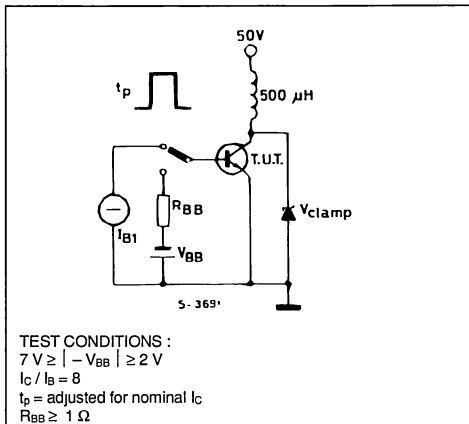 50V
tp
500 μH
T.U.T.
RBB
Vclamp
IB1
VBB
S-3691
TEST CONDITIONS :
7 V ≥ | – VBB | ≥ 2 V
IC / IB = 8
tp = adjusted for nominal IC
RBB ≥ 1 Ω